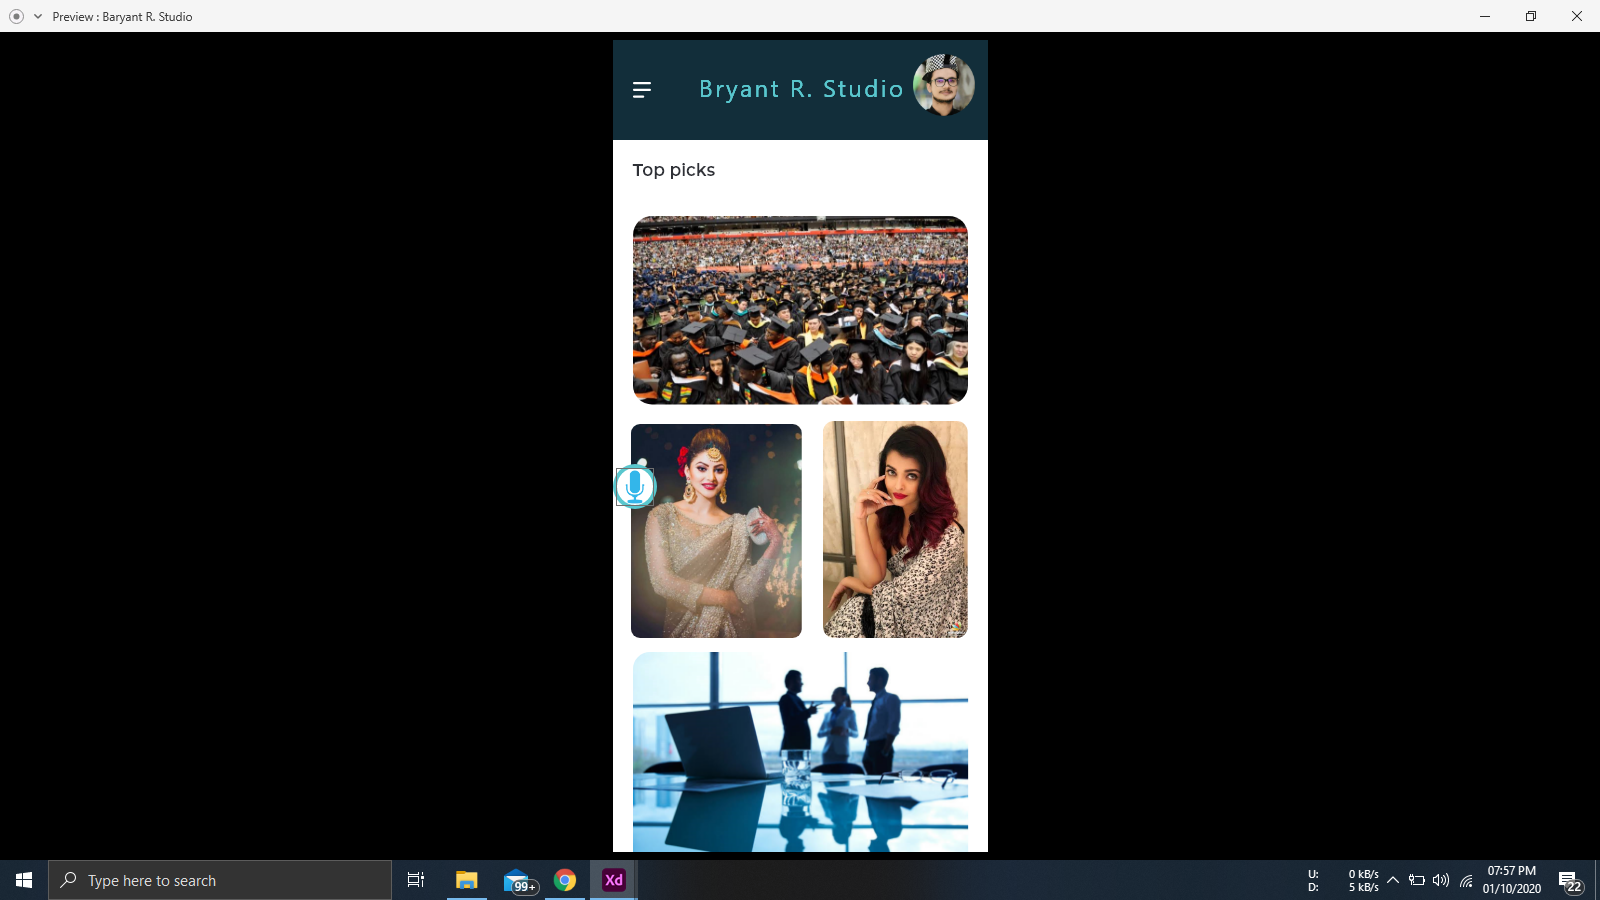 Preview : Baryant R. Studio
Bryant R. Studio
Top picks
Type here to search
99+
Xd
U: 0 kB/s
D: 5 kB/s
07:57 PM
01/10/2020
22